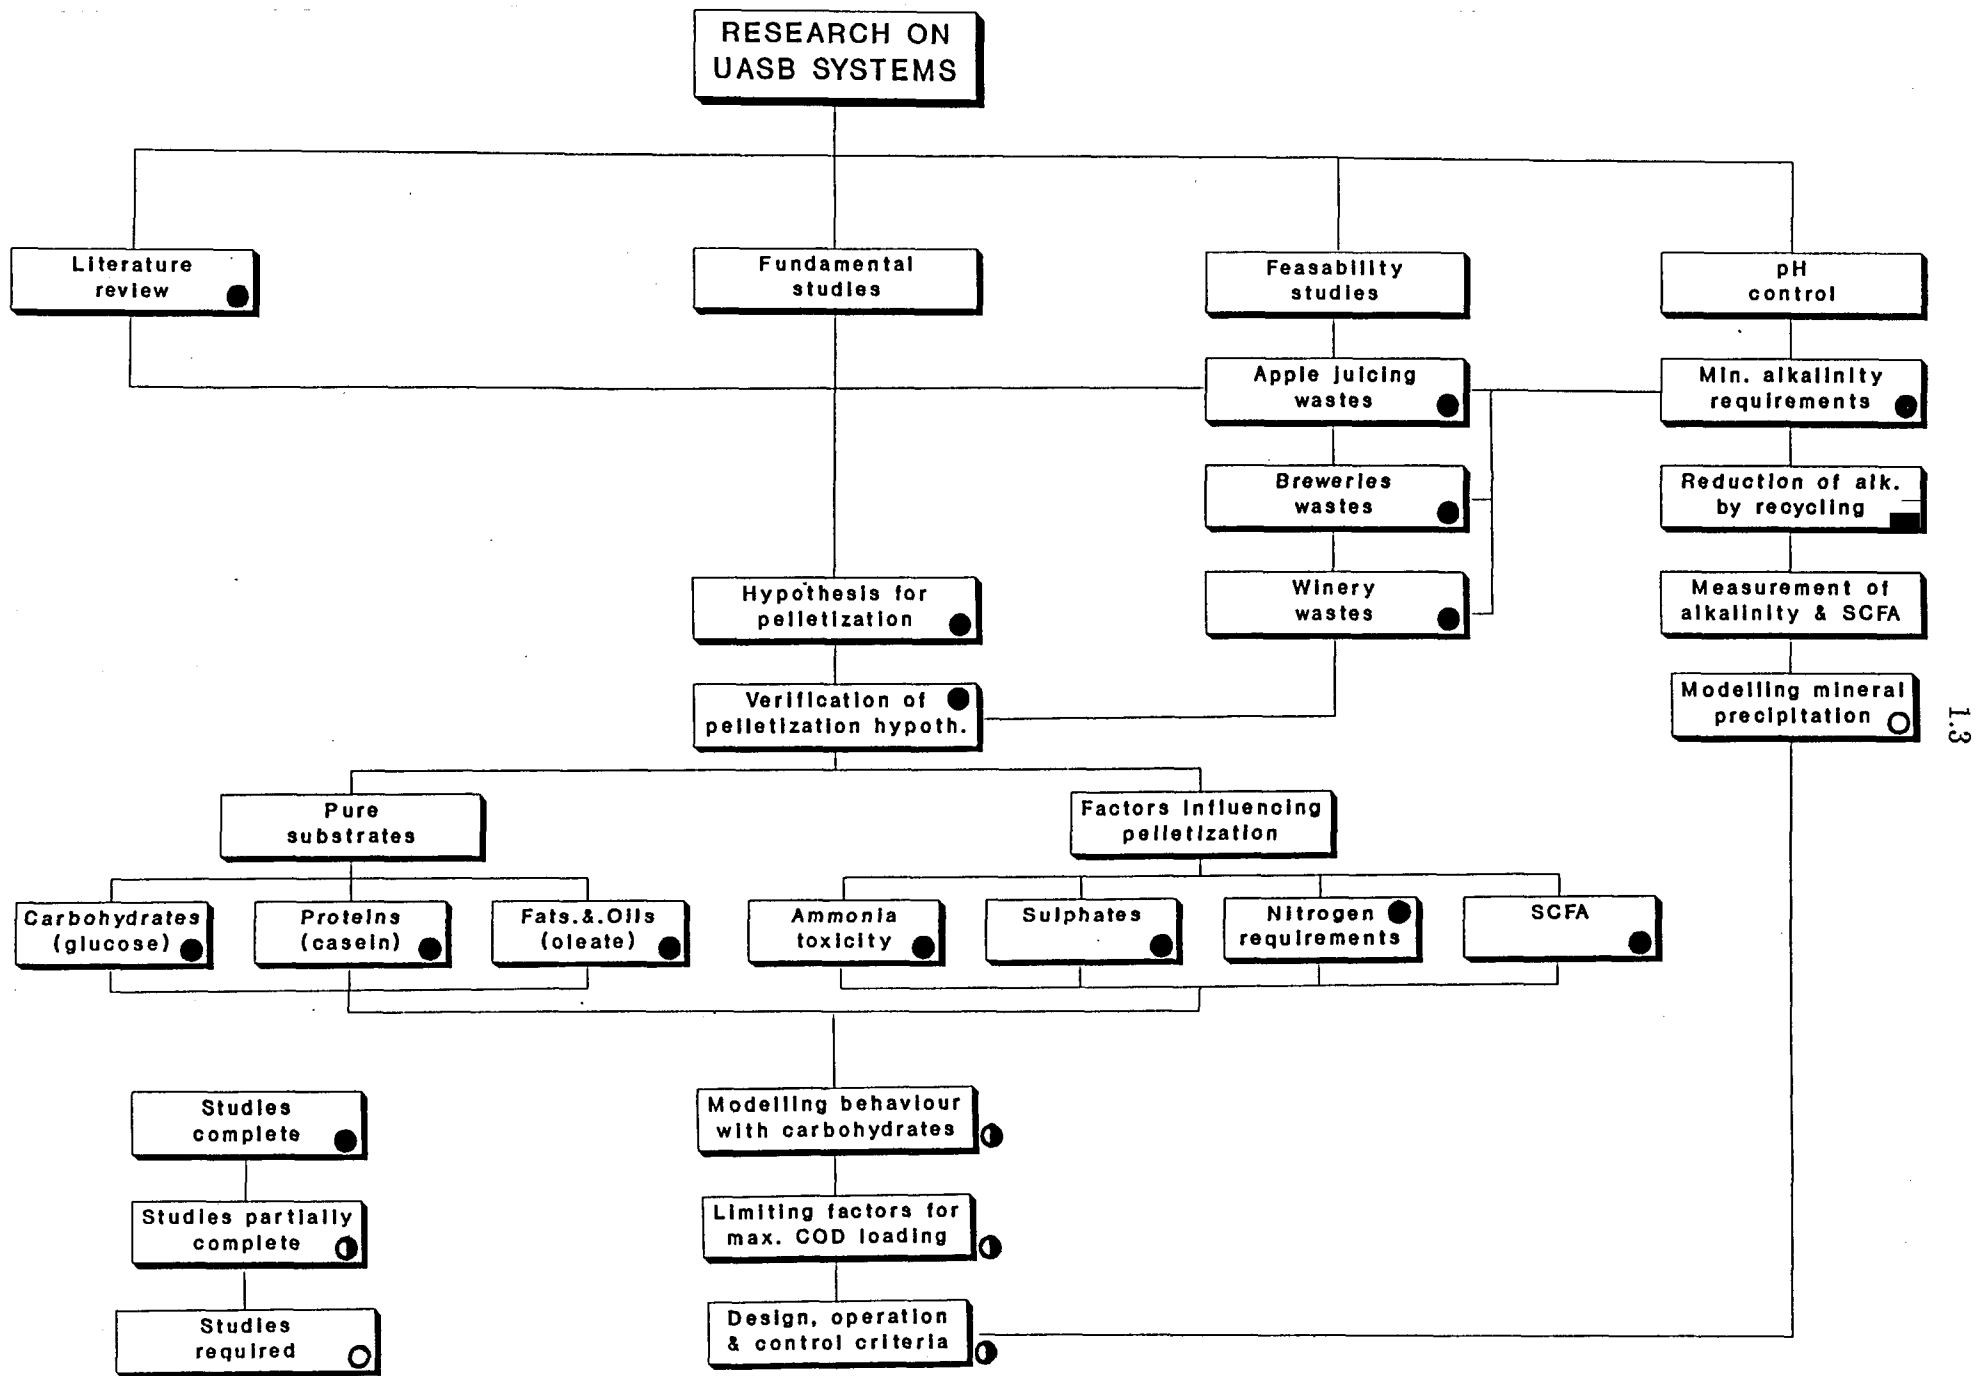 RESEARCH ON
UASB SYSTEMS
Literature
review
Fundamental
studies
Feasability
studies
pH
control
Apple juicing
wastes
Min. alkalinity
requirements
Breweries
wastes
Reduction of alk.
by recycling
Hypothesis for
pelletization
Winery
wastes
Measurement of
alkalinity & SCFA
Verification of
pelletization hypoth.
Modelling mineral
precipitation
1.3
Pure
substrates
Factors influencing
pelletization
Carbohydrates
(glucose)
Proteins
(casein)
Fats.&.Oils
(oleate)
Ammonia
toxicity
Sulphates
Nitrogen
requirements
SCFA
Studies
complete
Studies partially
complete
Studies
required
Modelling behaviour
with carbohydrates
Limiting factors for
max. COD loading
Design, operation
& control criteria